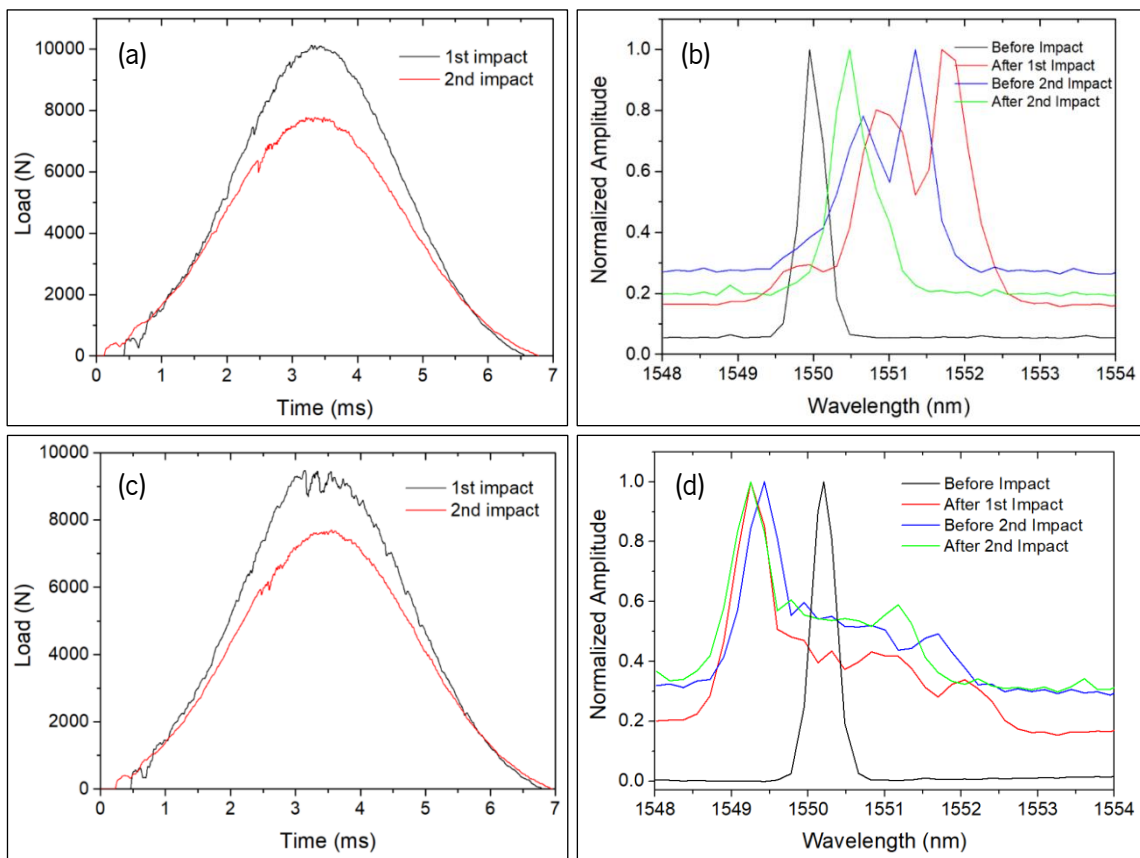 (a)
1st impact
2nd impact
10000
8000
6000
4000
2000
0
Load (N)
0 1 2 3 4 5 6 7
Time (ms)
(b)
Before Impact
After 1st Impact
Before 2nd Impact
After 2nd Impact
1.0
0.8
0.6
0.4
0.2
0.0
Normalized Amplitude
1548 1549 1550 1551 1552 1553 1554
Wavelength (nm)
(c)
1st impact
2nd impact
10000
8000
6000
4000
2000
0
Load (N)
0 1 2 3 4 5 6 7
Time (ms)
(d)
Before Impact
After 1st Impact
Before 2nd Impact
After 2nd Impact
1.0
0.8
0.6
0.4
0.2
0.0
Normalized Amplitude
1548 1549 1550 1551 1552 1553 1554
Wavelength (nm)